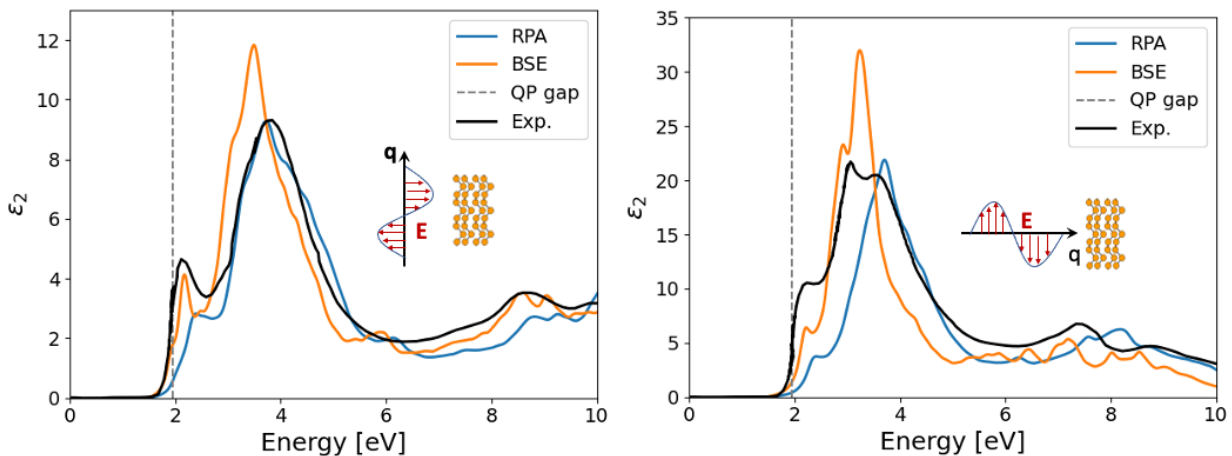 12
10
8
6
4
2
0
ε₂
RPA
BSE
QP gap
Exp.
q
E
0 2 4 6 8 10
Energy [eV]
35
30
25
20
15
10
5
0
ε₂
RPA
BSE
QP gap
Exp.
E
q
0 2 4 6 8 10
Energy [eV]